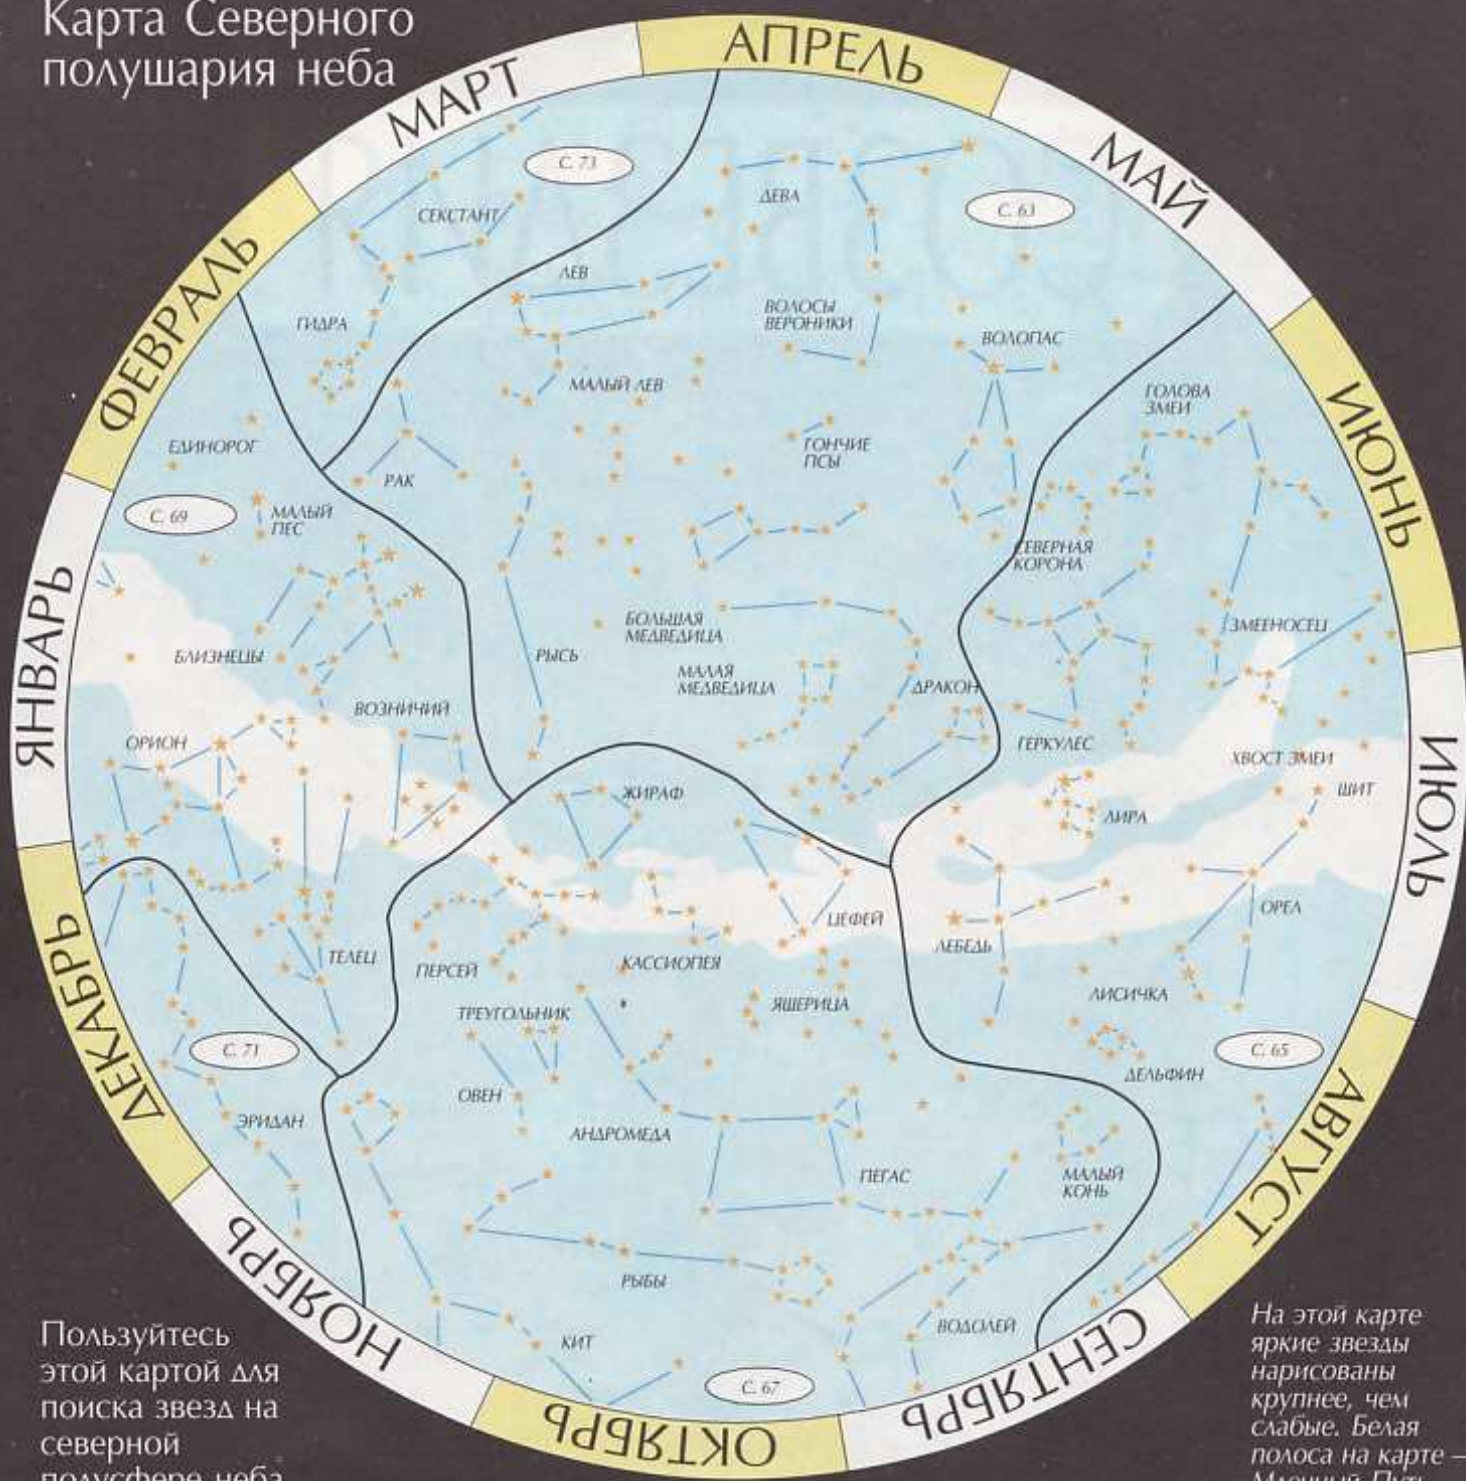 Карта Северного
полушария неба
АПРЕЛЬ
МАЙ
ИЮНЬ
ИЮЛЬ
АВГУСТ
СЕНТЯБРЬ
ОКТЯБРЬ
НОЯБРЬ
ДЕКАБРЬ
ЯНВАРЬ
ФЕВРАЛЬ
МАРТ
С. 73
СЕКСТАНТ
ДЕВА
С. 63
ЛЕВ
ГИДРА
ВОЛОСЫ
ВЕРОНИКИ
ВОЛОПАС
МАЛЫЙ ЛЕВ
ГОЛОВА
ЗМЕИ
ЕДИНОРОГ
РАК
ГОНЧИЕ
ПСЫ
С. 69
МАЛЫЙ
ПЕС
СЕВЕРНАЯ
КОРОНА
БОЛЬШАЯ
МЕДВЕДИЦА
ЗМЕЕНОСЕЦ
БЛИЗНЕЦЫ
РЫСЬ
МАЛАЯ
МЕДВЕДИЦА
ДРАКОН
ВОЗНИЧИЙ
ОРИОН
ГЕРКУЛЕС
ХВОСТ ЗМЕИ
ЖИРАФ
ЩИТ
ЛИРА
ОРЕЛ
ЦЕФЕЙ
ЛЕБЕДЬ
ТЕЛЕЦ
ПЕРСЕЙ
КАССИОПЕЯ
ЯЩЕРИЦА
ЛИСИЧКА
ТРЕУГОЛЬНИК
С. 71
С. 65
ДЕЛЬФИН
ОВЕН
ЭРИДАН
АНДРОМЕДА
ПЕГАС
МАЛЫЙ
КОНЬ
РЫБЫ
ВОДОЛЕЙ
КИТ
С. 67
Пользуйтесь
этой картой для
поиска звезд на
северной
полусфере неба
На этой карте
яркие звезды
нарисованы
крупнее, чем
слабые. Белая
полоса на карте —
Млечный Путь